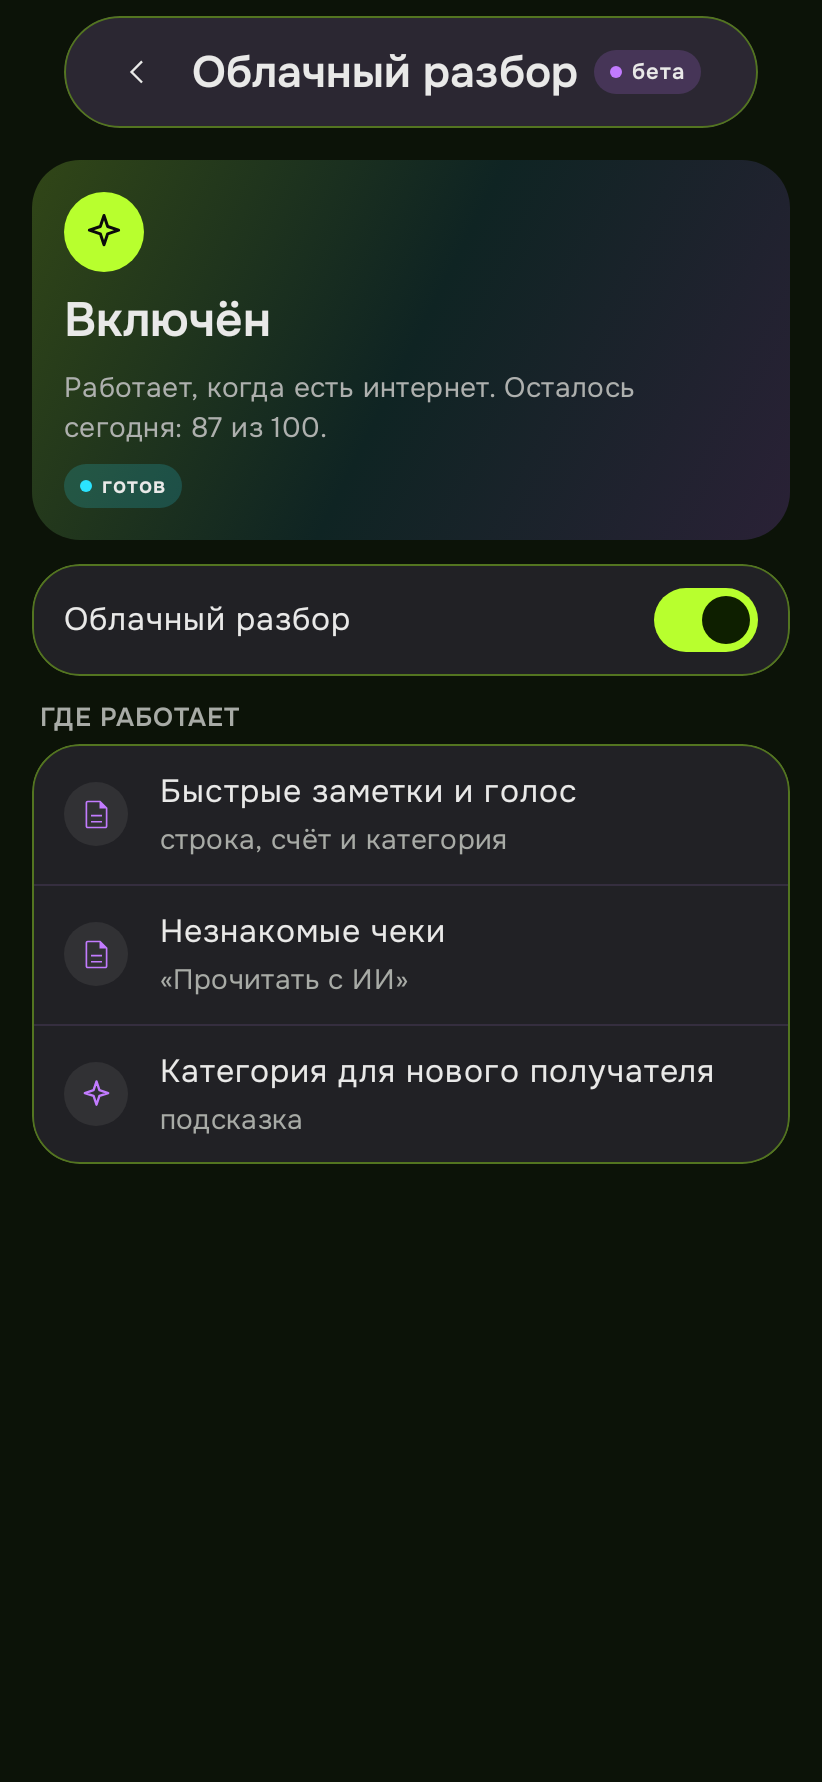 Облачный разбор
бета
Включён
Работает, когда есть интернет. Осталось
сегодня: 87 из 100.
готов
Облачный разбор
ГДЕ РАБОТАЕТ
Быстрые заметки и голос
строка, счёт и категория
Незнакомые чеки
«Прочитать с ИИ»
Категория для нового получателя
подсказка